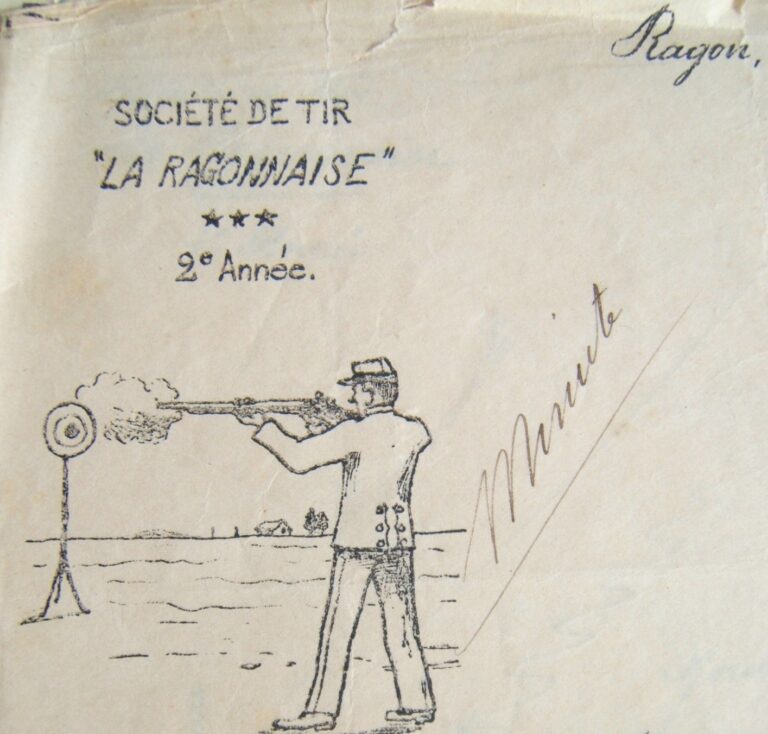 Ragon,
SOCIÉTÉ DE TIR
"LA RAGONNAISE"
★★★
2e Année.
Minute